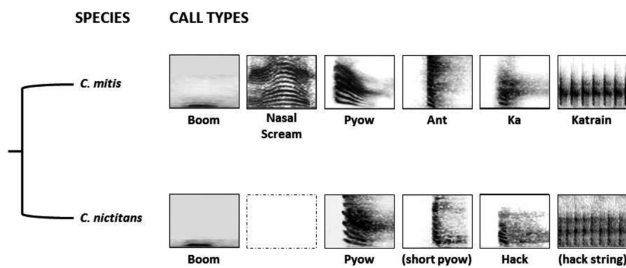 SPECIES CALL TYPES
C. mitis
Boom Nasal Scream Pyow Ant Ka Katrain
C. nictitans
Boom Pyow (short pyow) Hack (hack string)